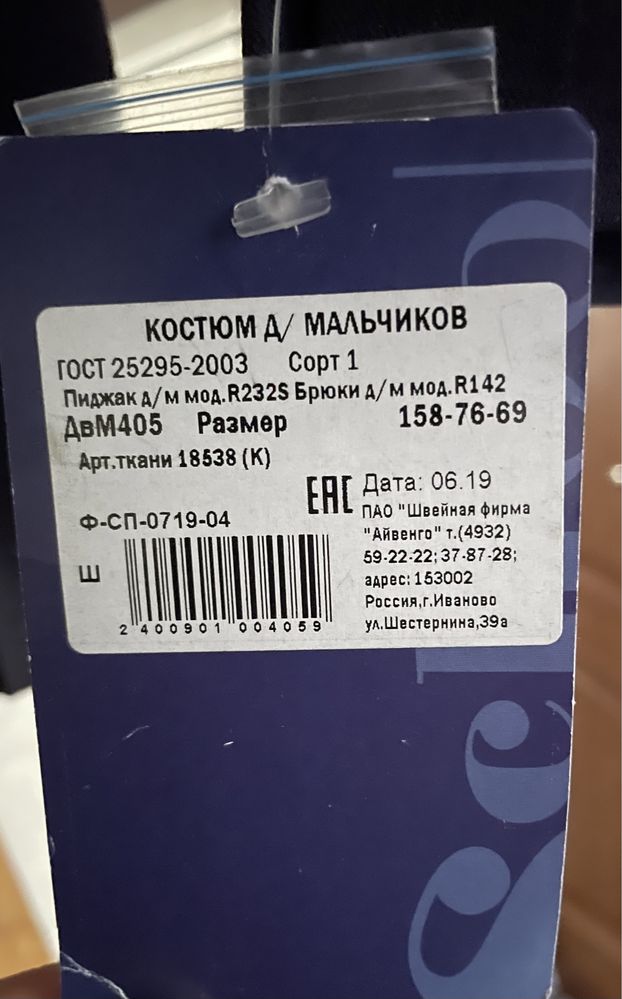 КОСТЮМ Д/ МАЛЬЧИКОВ
ГОСТ 25295-2003 Сорт 1
Пиджак д/м мод.R232S Брюки д/м мод.R142
ДвМ405 Размер 158-76-69
Арт.ткани 18538 (К)
EAC Дата: 06.19
Ф-СП-0719-04
ПАО "Швейная фирма
"Айвенго" т.(4932)
59-22-22; 37-87-28;
адрес: 153002
Россия,г.Иваново
ул.Шестернина,39а
Ш
2 400901 004059
School